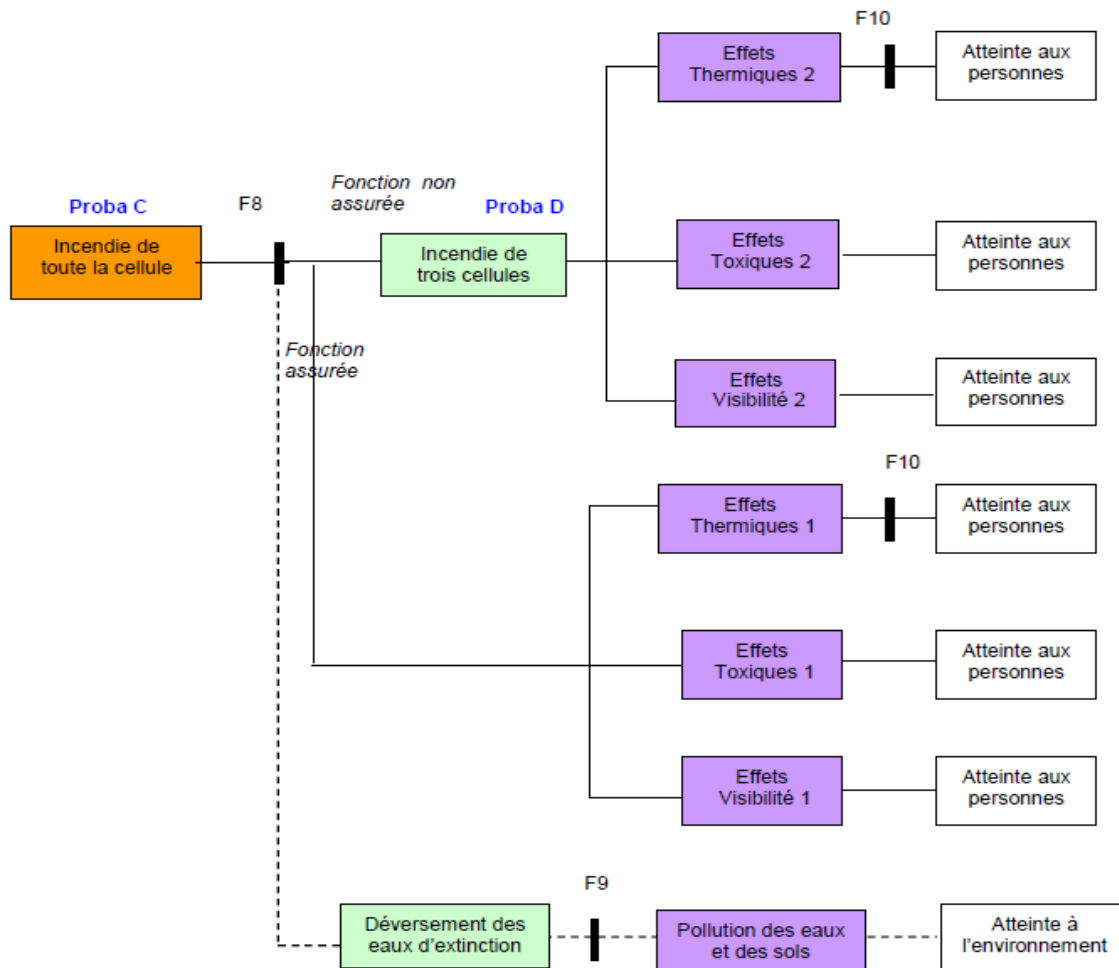 F10
Effets
Thermiques 2
Atteinte aux
personnes
Fonction non
assurée
Proba C
F8
Proba D
Incendie de
toute la cellule
Incendie de
trois cellules
Effets
Toxiques 2
Atteinte aux
personnes
Fonction
assurée
Effets
Visibilité 2
Atteinte aux
personnes
F10
Effets
Thermiques 1
Atteinte aux
personnes
Effets
Toxiques 1
Atteinte aux
personnes
Effets
Visibilité 1
Atteinte aux
personnes
F9
Déversement des
eaux d'extinction
Pollution des eaux
et des sols
Atteinte à
l'environnement